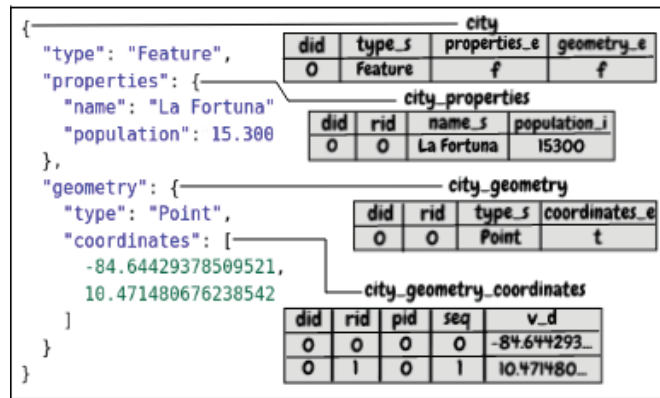 {
"type": "Feature",
"properties": {
"name": "La Fortuna"
"population": 15.300
},
"geometry": {
"type": "Point",
"coordinates": [
-84.64429378509521,
10.471480676238542
]
}
}
city
did type_s properties_e geometry_e
0 Feature f f
city_properties
did rid name_s population_i
0 0 La Fortuna 15300
city_geometry
did rid type_s coordinates_e
0 0 Point t
city_geometry_coordinates
did rid pid seq v_d
0 0 0 0 -84.644293...
0 1 0 1 10.471480...